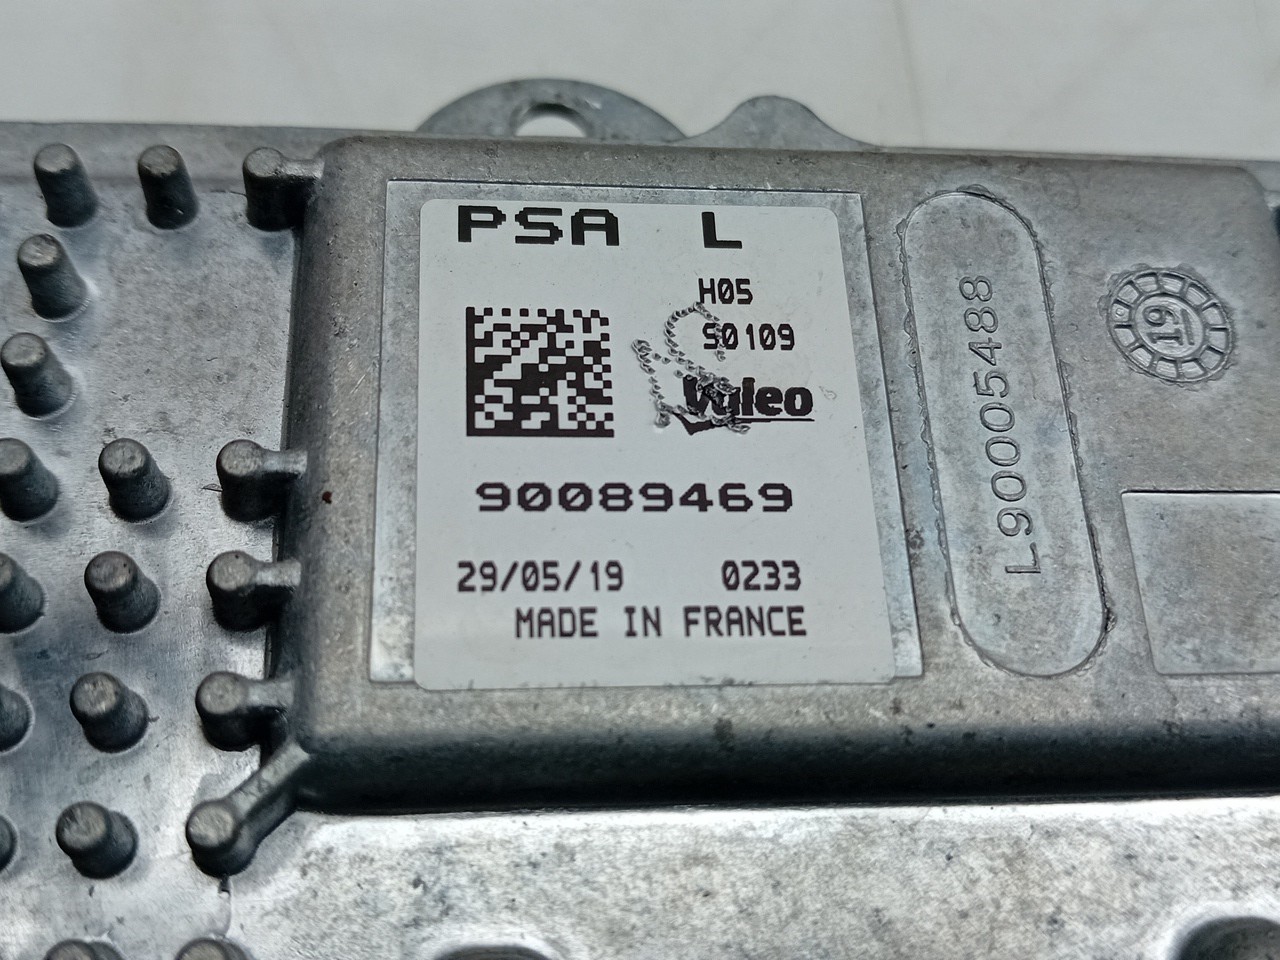 PSA L
H05
S0109
Valeo
90089469
29/05/19 0233
MADE IN FRANCE
L90005488
19